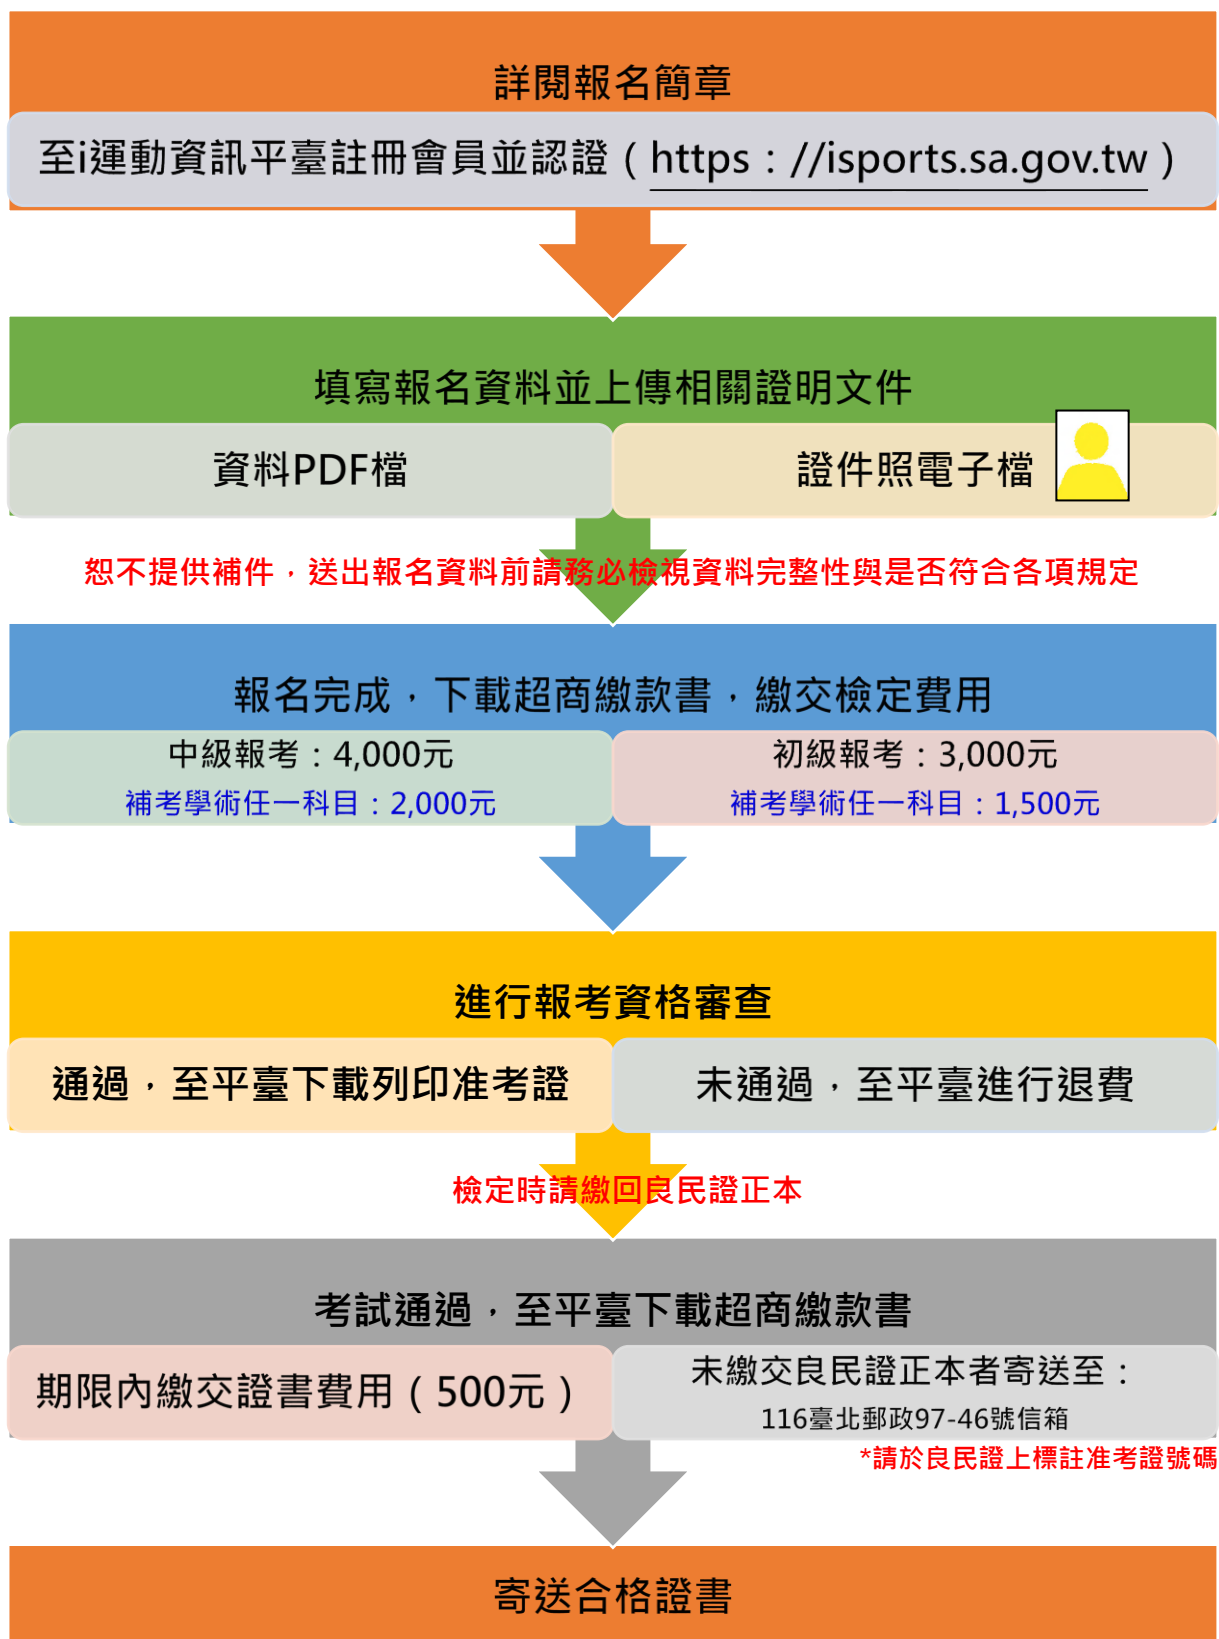 詳閱報名簡章
至i運動資訊平臺註冊會員並認證（https：//isports.sa.gov.tw）
填寫報名資料並上傳相關證明文件
資料PDF檔
證件照電子檔
恕不提供補件，送出報名資料前請務必檢視資料完整性與是否符合各項規定
報名完成，下載超商繳款書，繳交檢定費用
中級報考：4,000元
補考學術任一科目：2,000元
初級報考：3,000元
補考學術任一科目：1,500元
進行報考資格審查
通過，至平臺下載列印准考證
未通過，至平臺進行退費
檢定時請繳回良民證正本
考試通過，至平臺下載超商繳款書
期限內繳交證書費用（500元）
未繳交良民證正本者寄送至：
116臺北郵政97-46號信箱
*請於良民證上標註准考證號碼
寄送合格證書